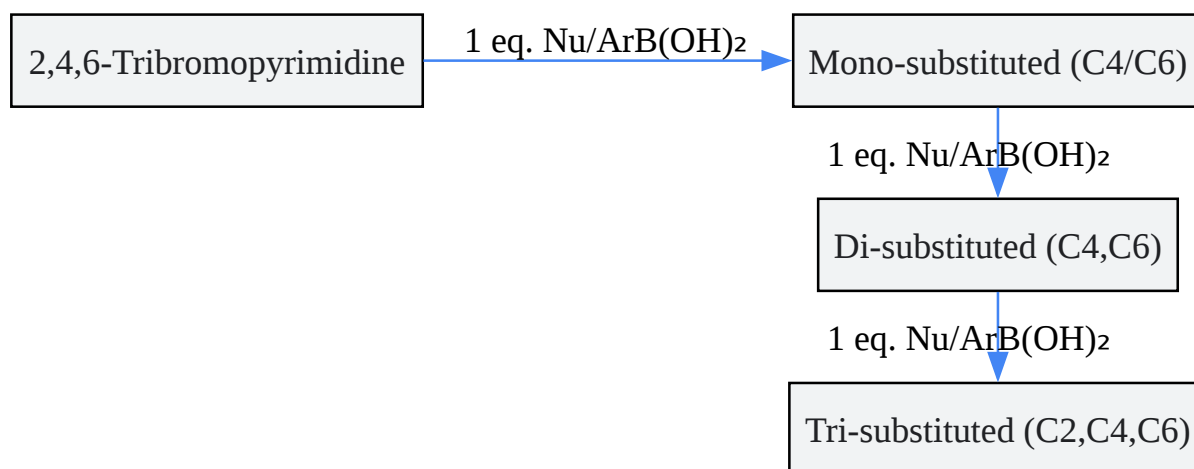 2,4,6-Tribromopyrimidine
1 eq. Nu/ArB(OH)₂
Mono-substituted (C4/C6)
1 eq. Nu/ArB(OH)₂
Di-substituted (C4,C6)
1 eq. Nu/ArB(OH)₂
Tri-substituted (C2,C4,C6)